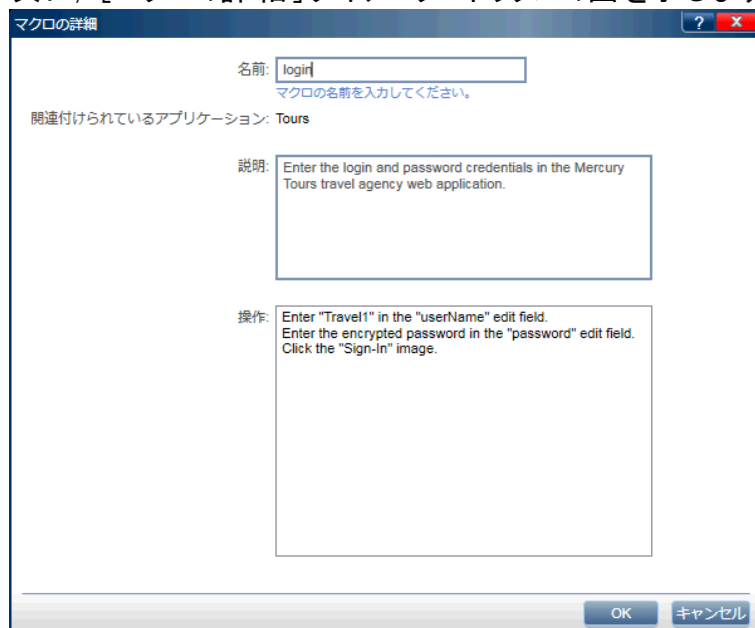 マクロの詳細
?
X
名前:
login
マクロの名前を入力してください。
関連付けられているアプリケーション: Tours
説明:
Enter the login and password credentials in the Mercury
Tours travel agency web application.
操作:
Enter "Travel1" in the "userName" edit field.
Enter the encrypted password in the "password" edit field.
Click the "Sign-In" image.
OK
キャンセル